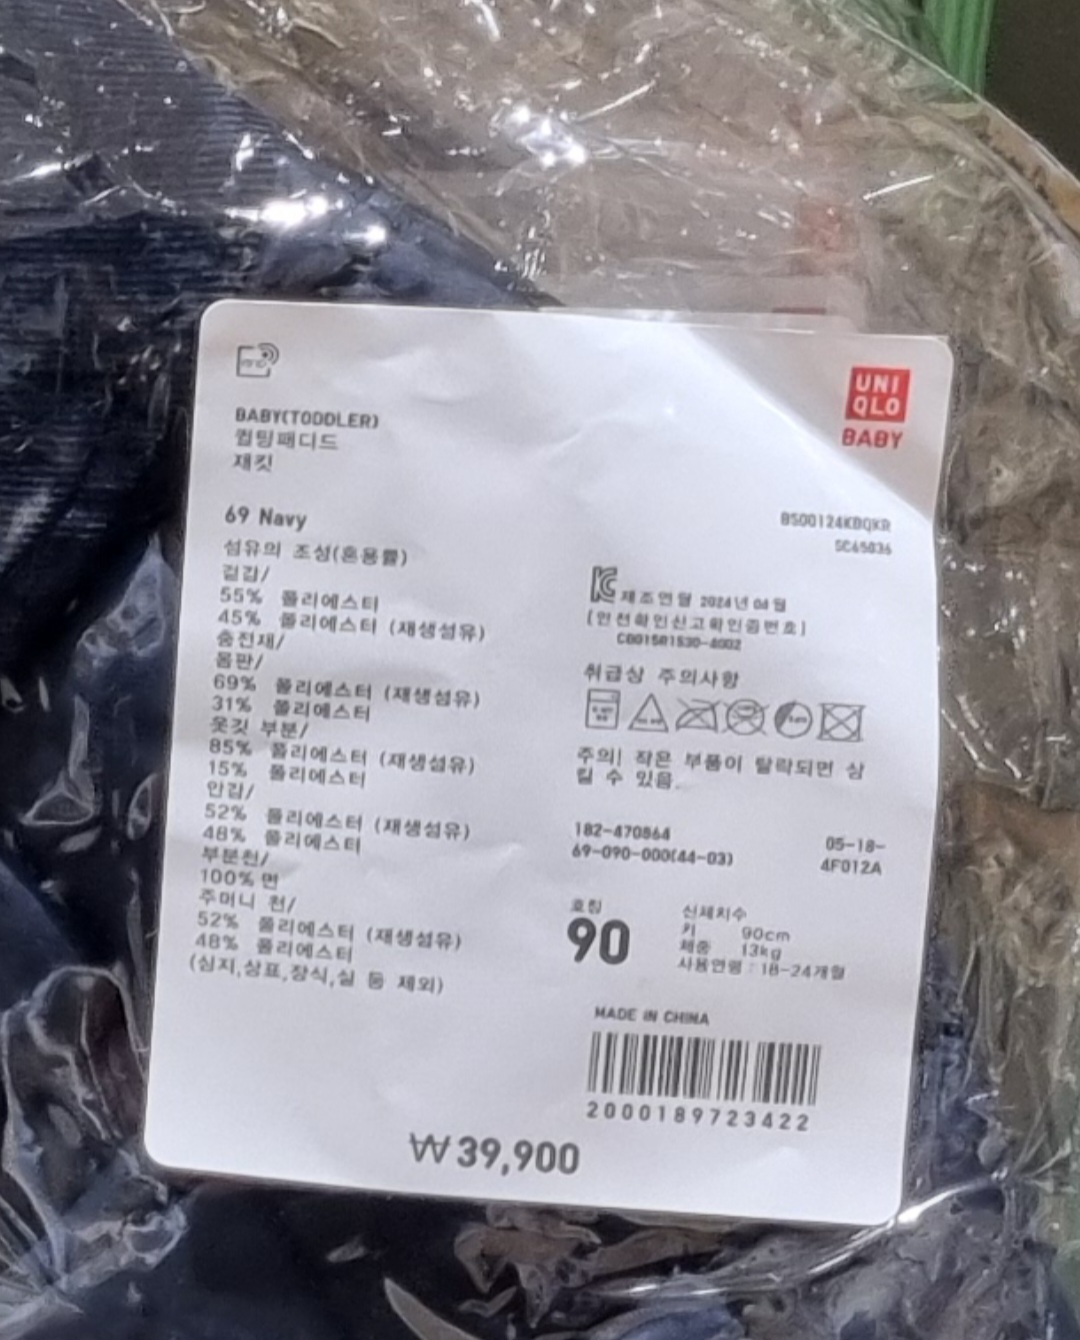 UNI
QLO
BABY
BABY(TODDLER)
퀼팅패디드
재킷
69 Navy
BS00124KBQKR
SC65036
섬유의 조성(혼용률)
겉감/
55% 폴리에스터
45% 폴리에스터 (재생섬유)
충전재/
몸판/
69% 폴리에스터 (재생섬유)
31% 폴리에스터
옷깃 부분/
85% 폴리에스터 (재생섬유)
15% 폴리에스터
안감/
52% 폴리에스터 (재생섬유)
48% 폴리에스터
부분천/
100% 면
주머니 천/
52% 폴리에스터 (재생섬유)
48% 폴리에스터
(심지,상표,장식,실 등 제외)
제조연월 2024년 04월
[안전확인신고확인증번호]
CB015R1530-4002
취급상 주의사항
주의! 작은 부품이 탈락되면 삼
킬 수 있음.
182-470864
69-090-000(44-03)
05-18-
4F012A
호칭
90
신체치수
키 90cm
체중 13kg
사용연령 : 18-24개월
MADE IN CHINA
2000189723422
₩39,900